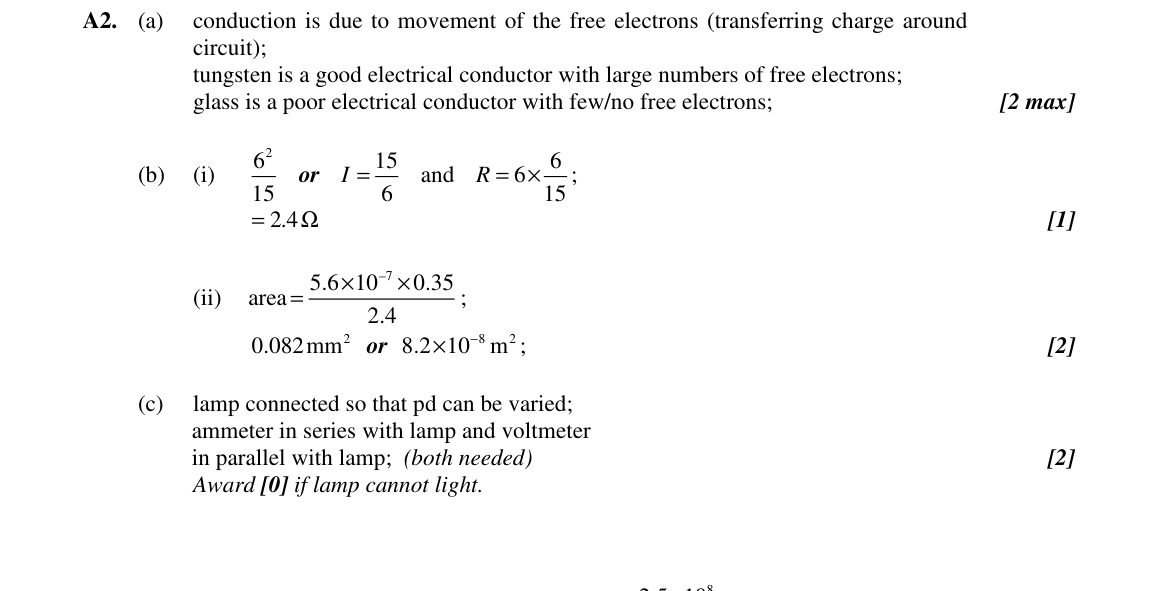 A2. (a) conduction is due to movement of the free electrons (transferring charge around
circuit);
tungsten is a good electrical conductor with large numbers of free electrons;
glass is a poor electrical conductor with few/no free electrons; [2 max]
(b) (i) 6²/15 or I = 15/6 and R = 6 × 6/15;
= 2.4 Ω [1]
(ii) area = 5.6×10⁻⁷ × 0.35 / 2.4;
0.082 mm² or 8.2×10⁻⁸ m²; [2]
(c) lamp connected so that pd can be varied;
ammeter in series with lamp and voltmeter
in parallel with lamp; (both needed) [2]
Award [0] if lamp cannot light.